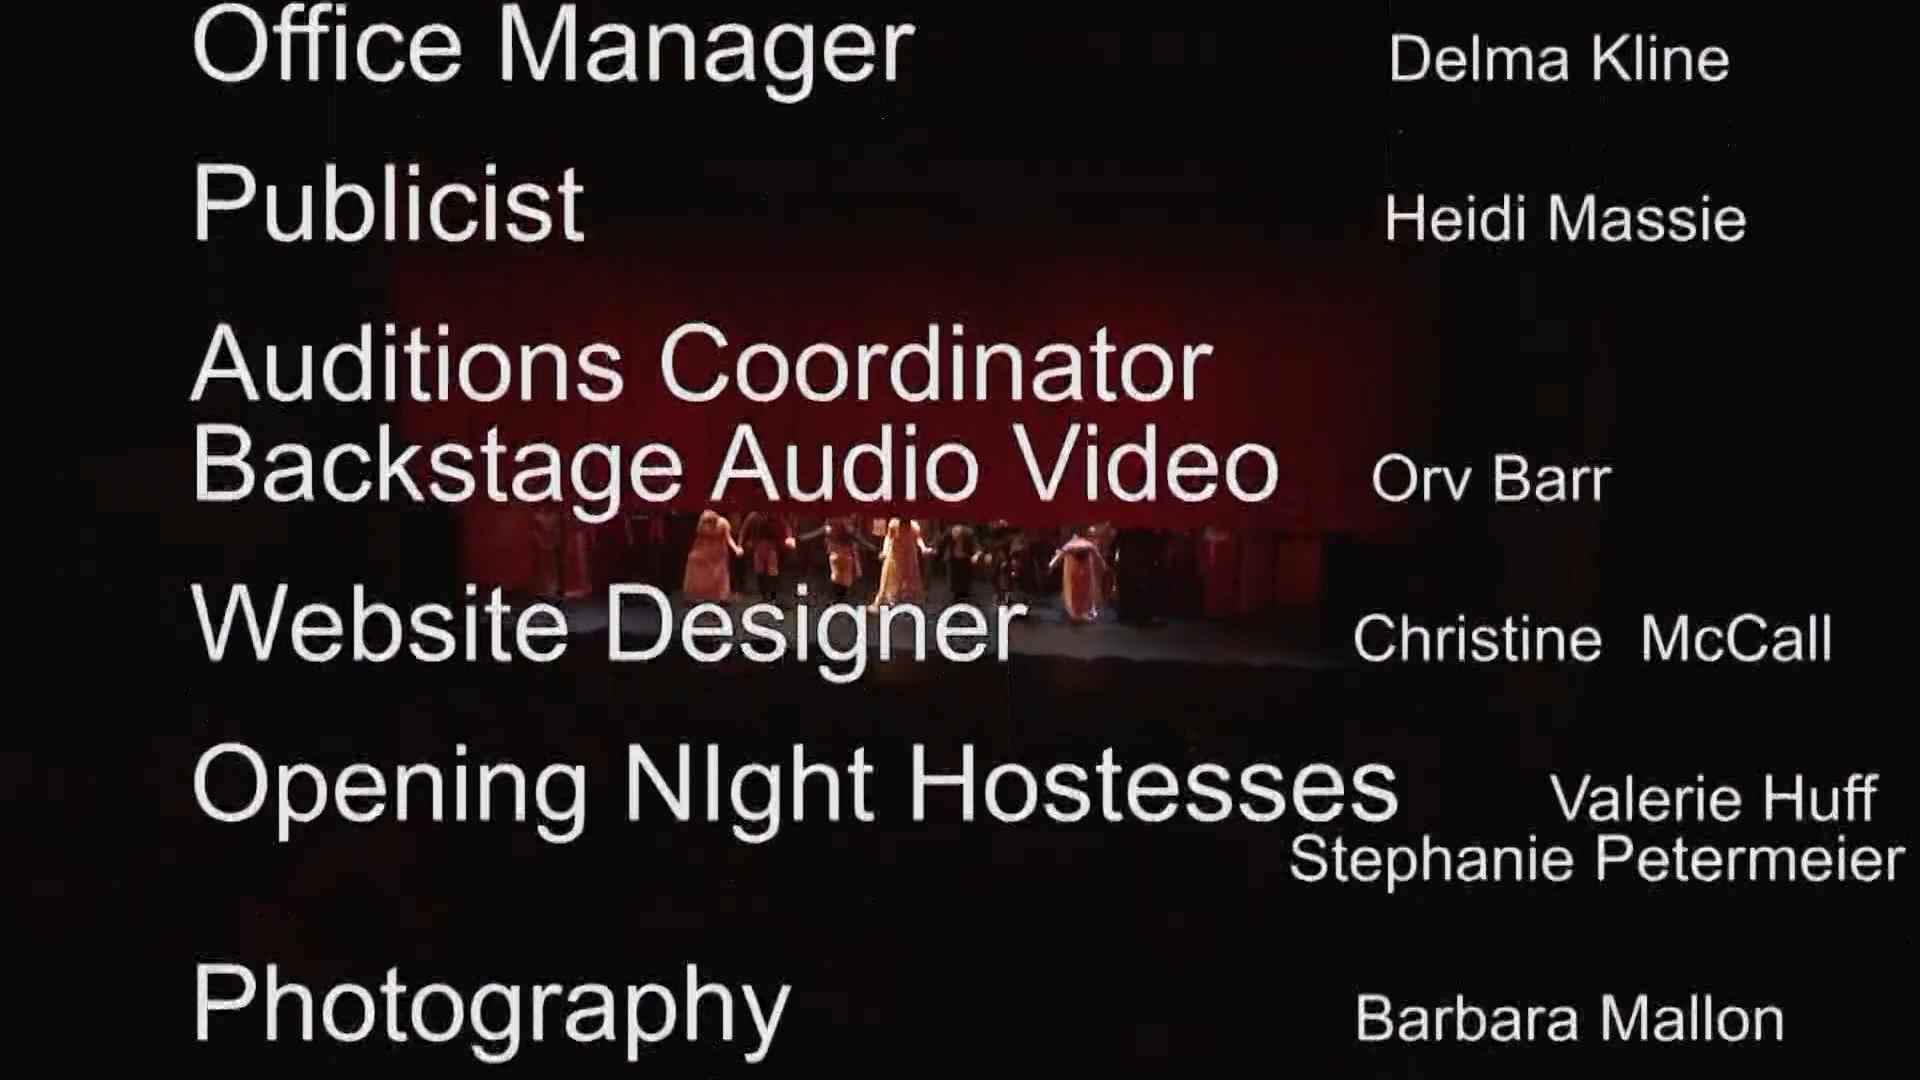 Office Manager Delma Kline
Publicist Heidi Massie
Auditions Coordinator
Backstage Audio Video Orv Barr
Website Designer Christine McCall
Opening NIght Hostesses Valerie Huff
Stephanie Petermeier
Photography Barbara Mallon